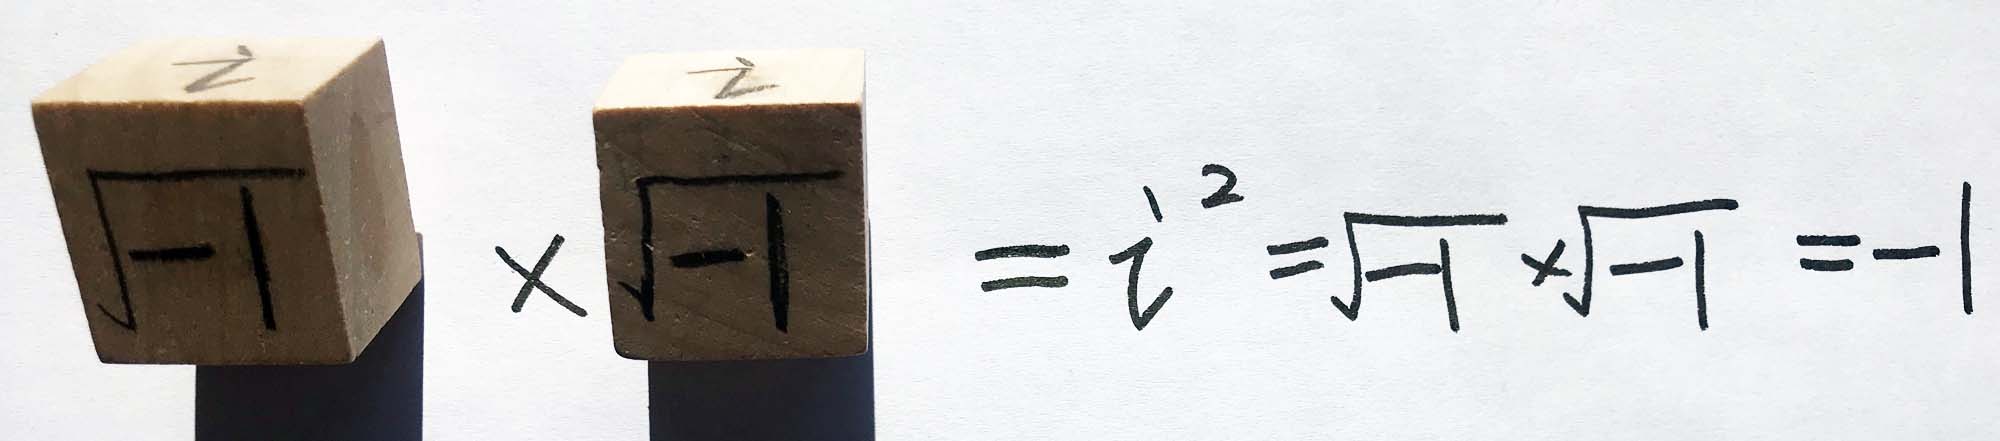 i i
√-1 × √-1 = i² = √-1 × √-1 = -1